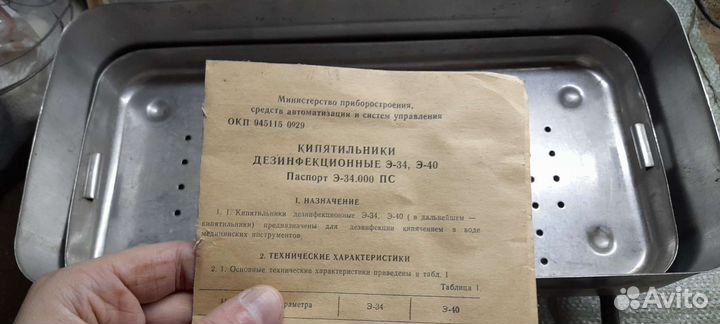 Министерство приборостроения,
средств автоматизации и систем управления
ОКП 945115 0929
КИПЯТИЛЬНИКИ
ДЕЗИНФЕКЦИОННЫЕ Э-34, Э-40
Паспорт Э-34.000 ПС
1. НАЗНАЧЕНИЕ
1. 1. Кипятильники дезинфекционные Э-34, Э-40 ( в дальнейшем —
кипятильники) предназначены для дезинфекции кипячением в воде
медицинских инструментов.
2. ТЕХНИЧЕСКИЕ ХАРАКТЕРИСТИКИ
2. 1. Основные технические характеристики приведены в табл. 1
Таблица 1.
раметра Э-34 Э-40
Avito